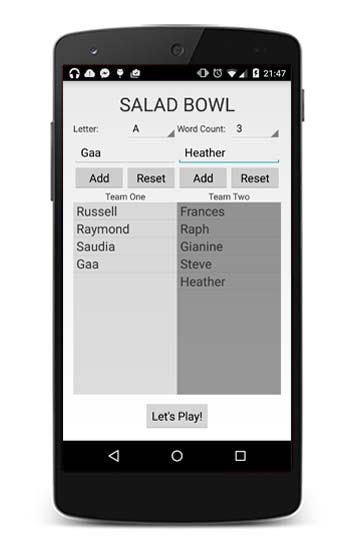 21:47
SALAD BOWL
Letter: A Word Count: 3
Gaa Heather
Add Reset Add Reset
Team One Team Two
Russell Frances
Raymond Raph
Saudia Gianine
Gaa Steve
Heather
Let's Play!